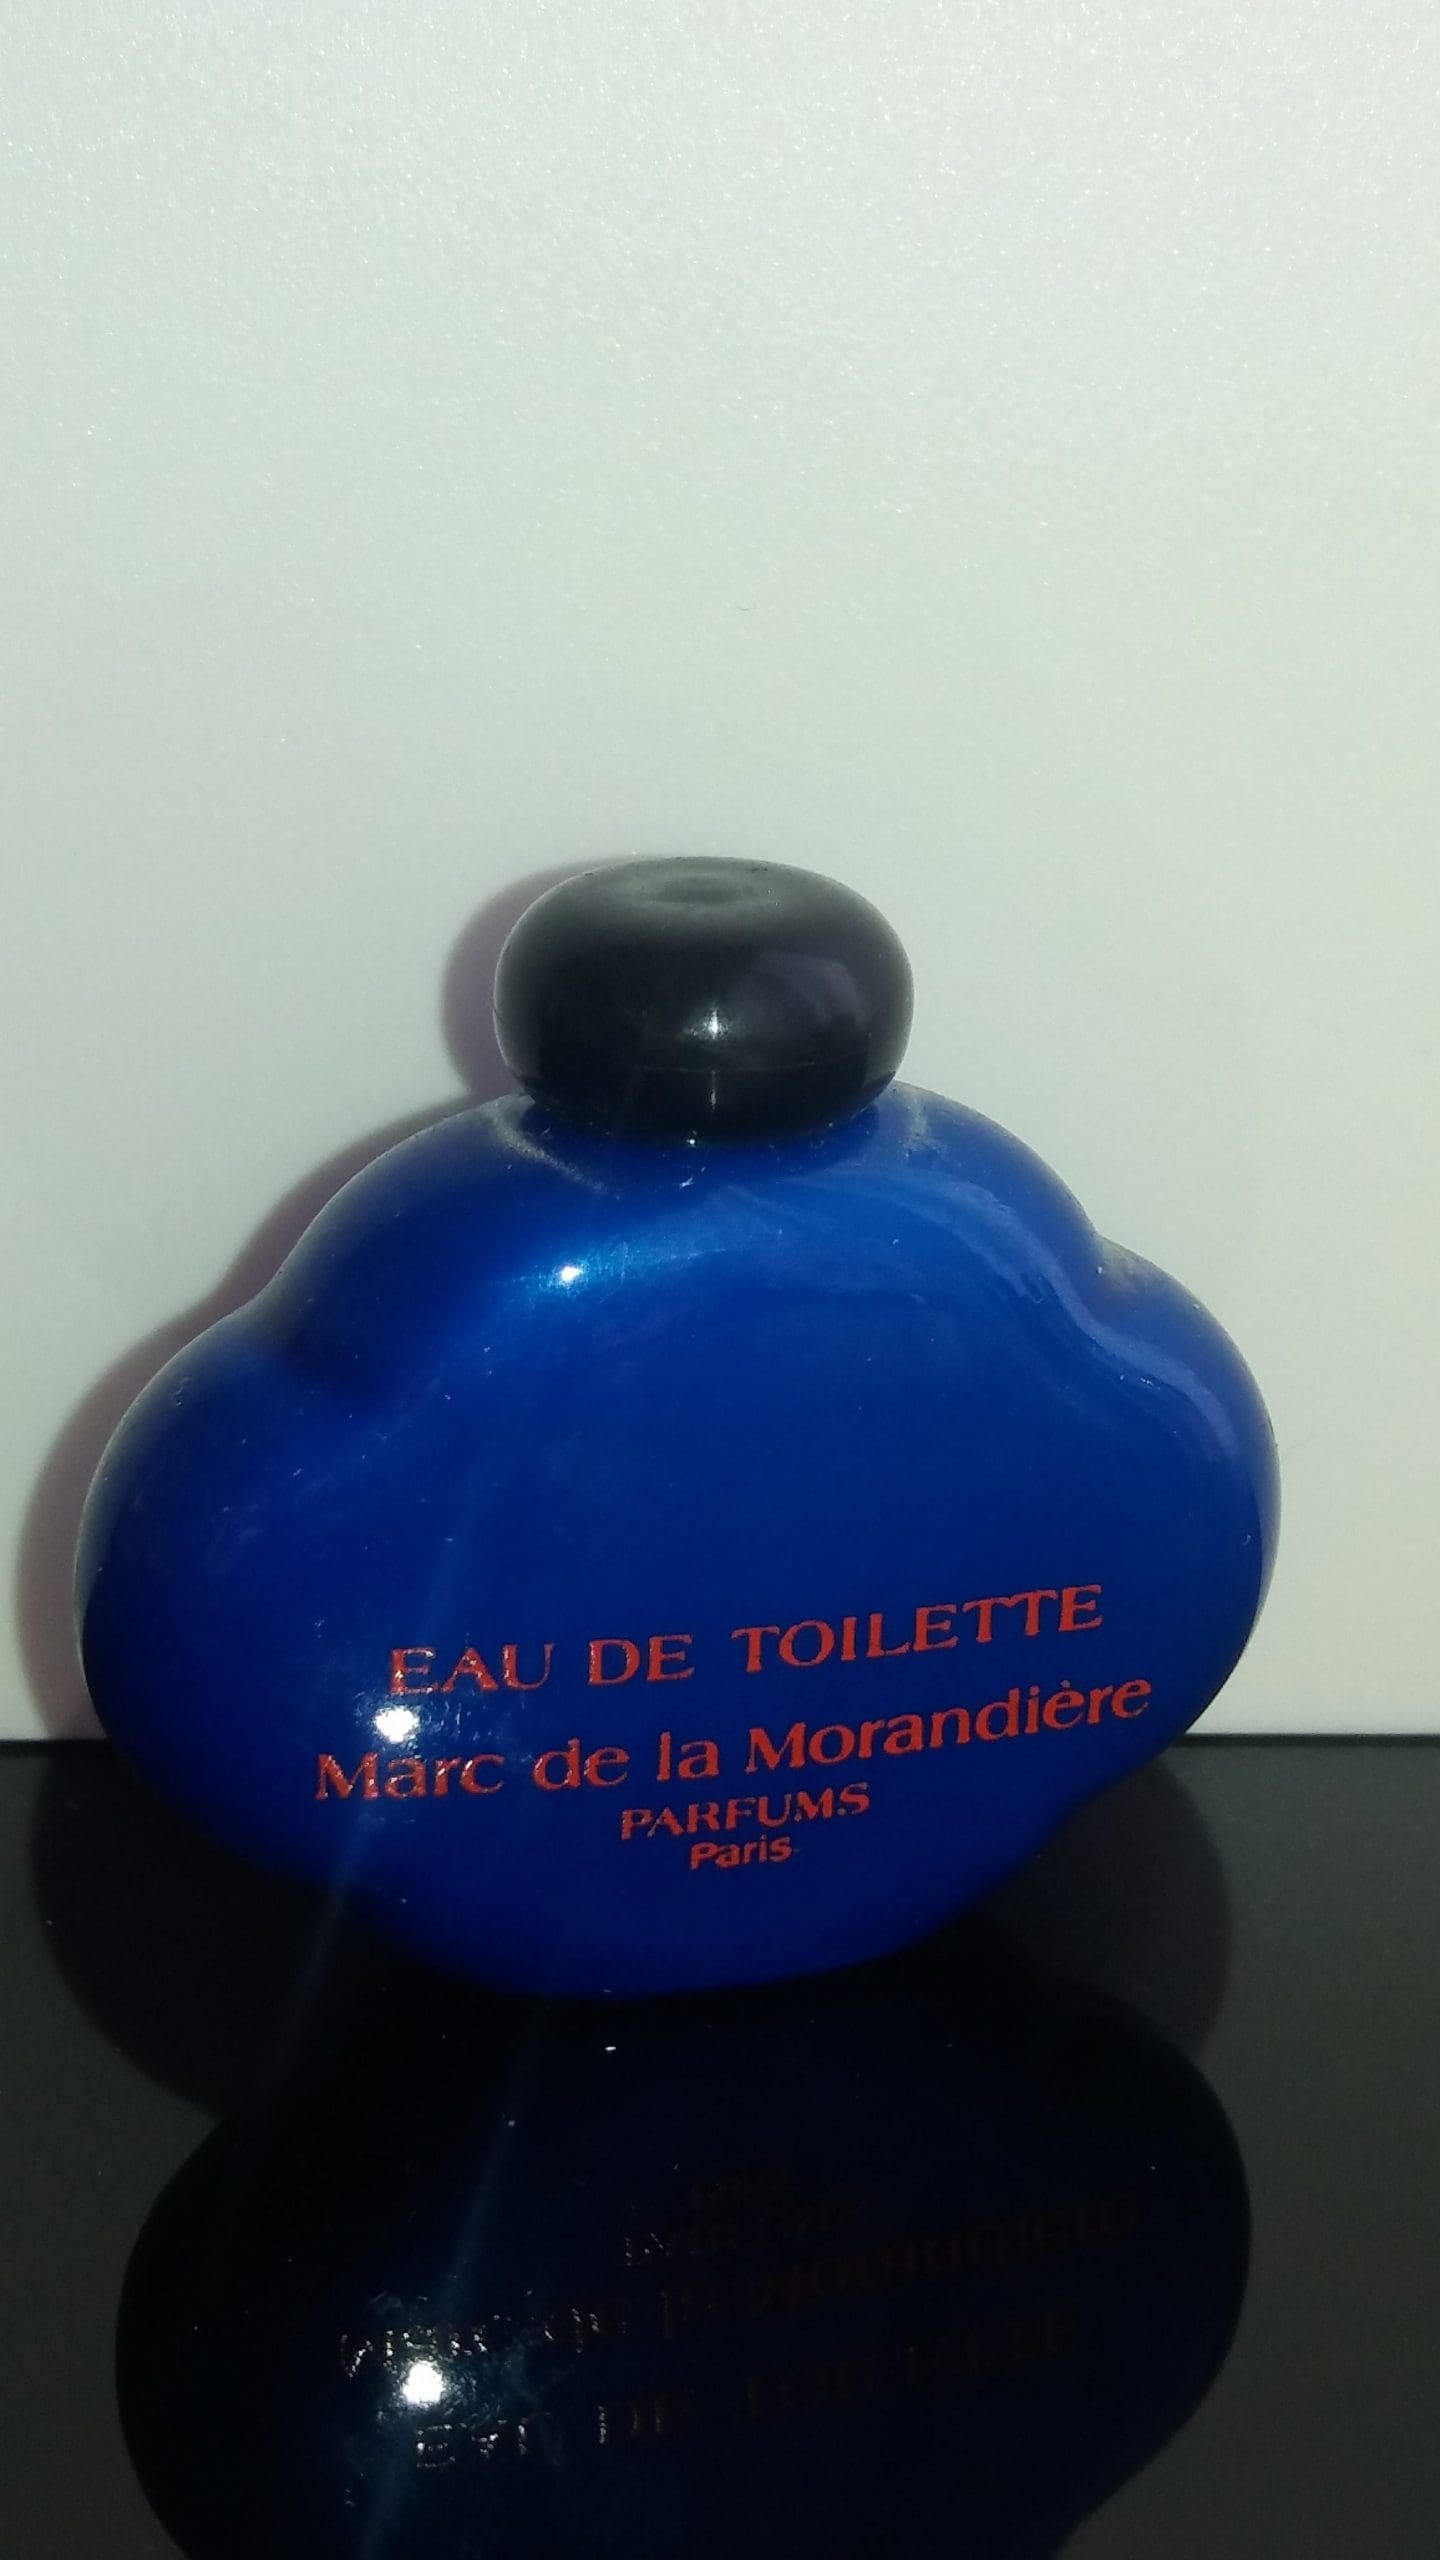 EAU DE TOILETTE
Marc de la Morandière
PARFUMS
Paris